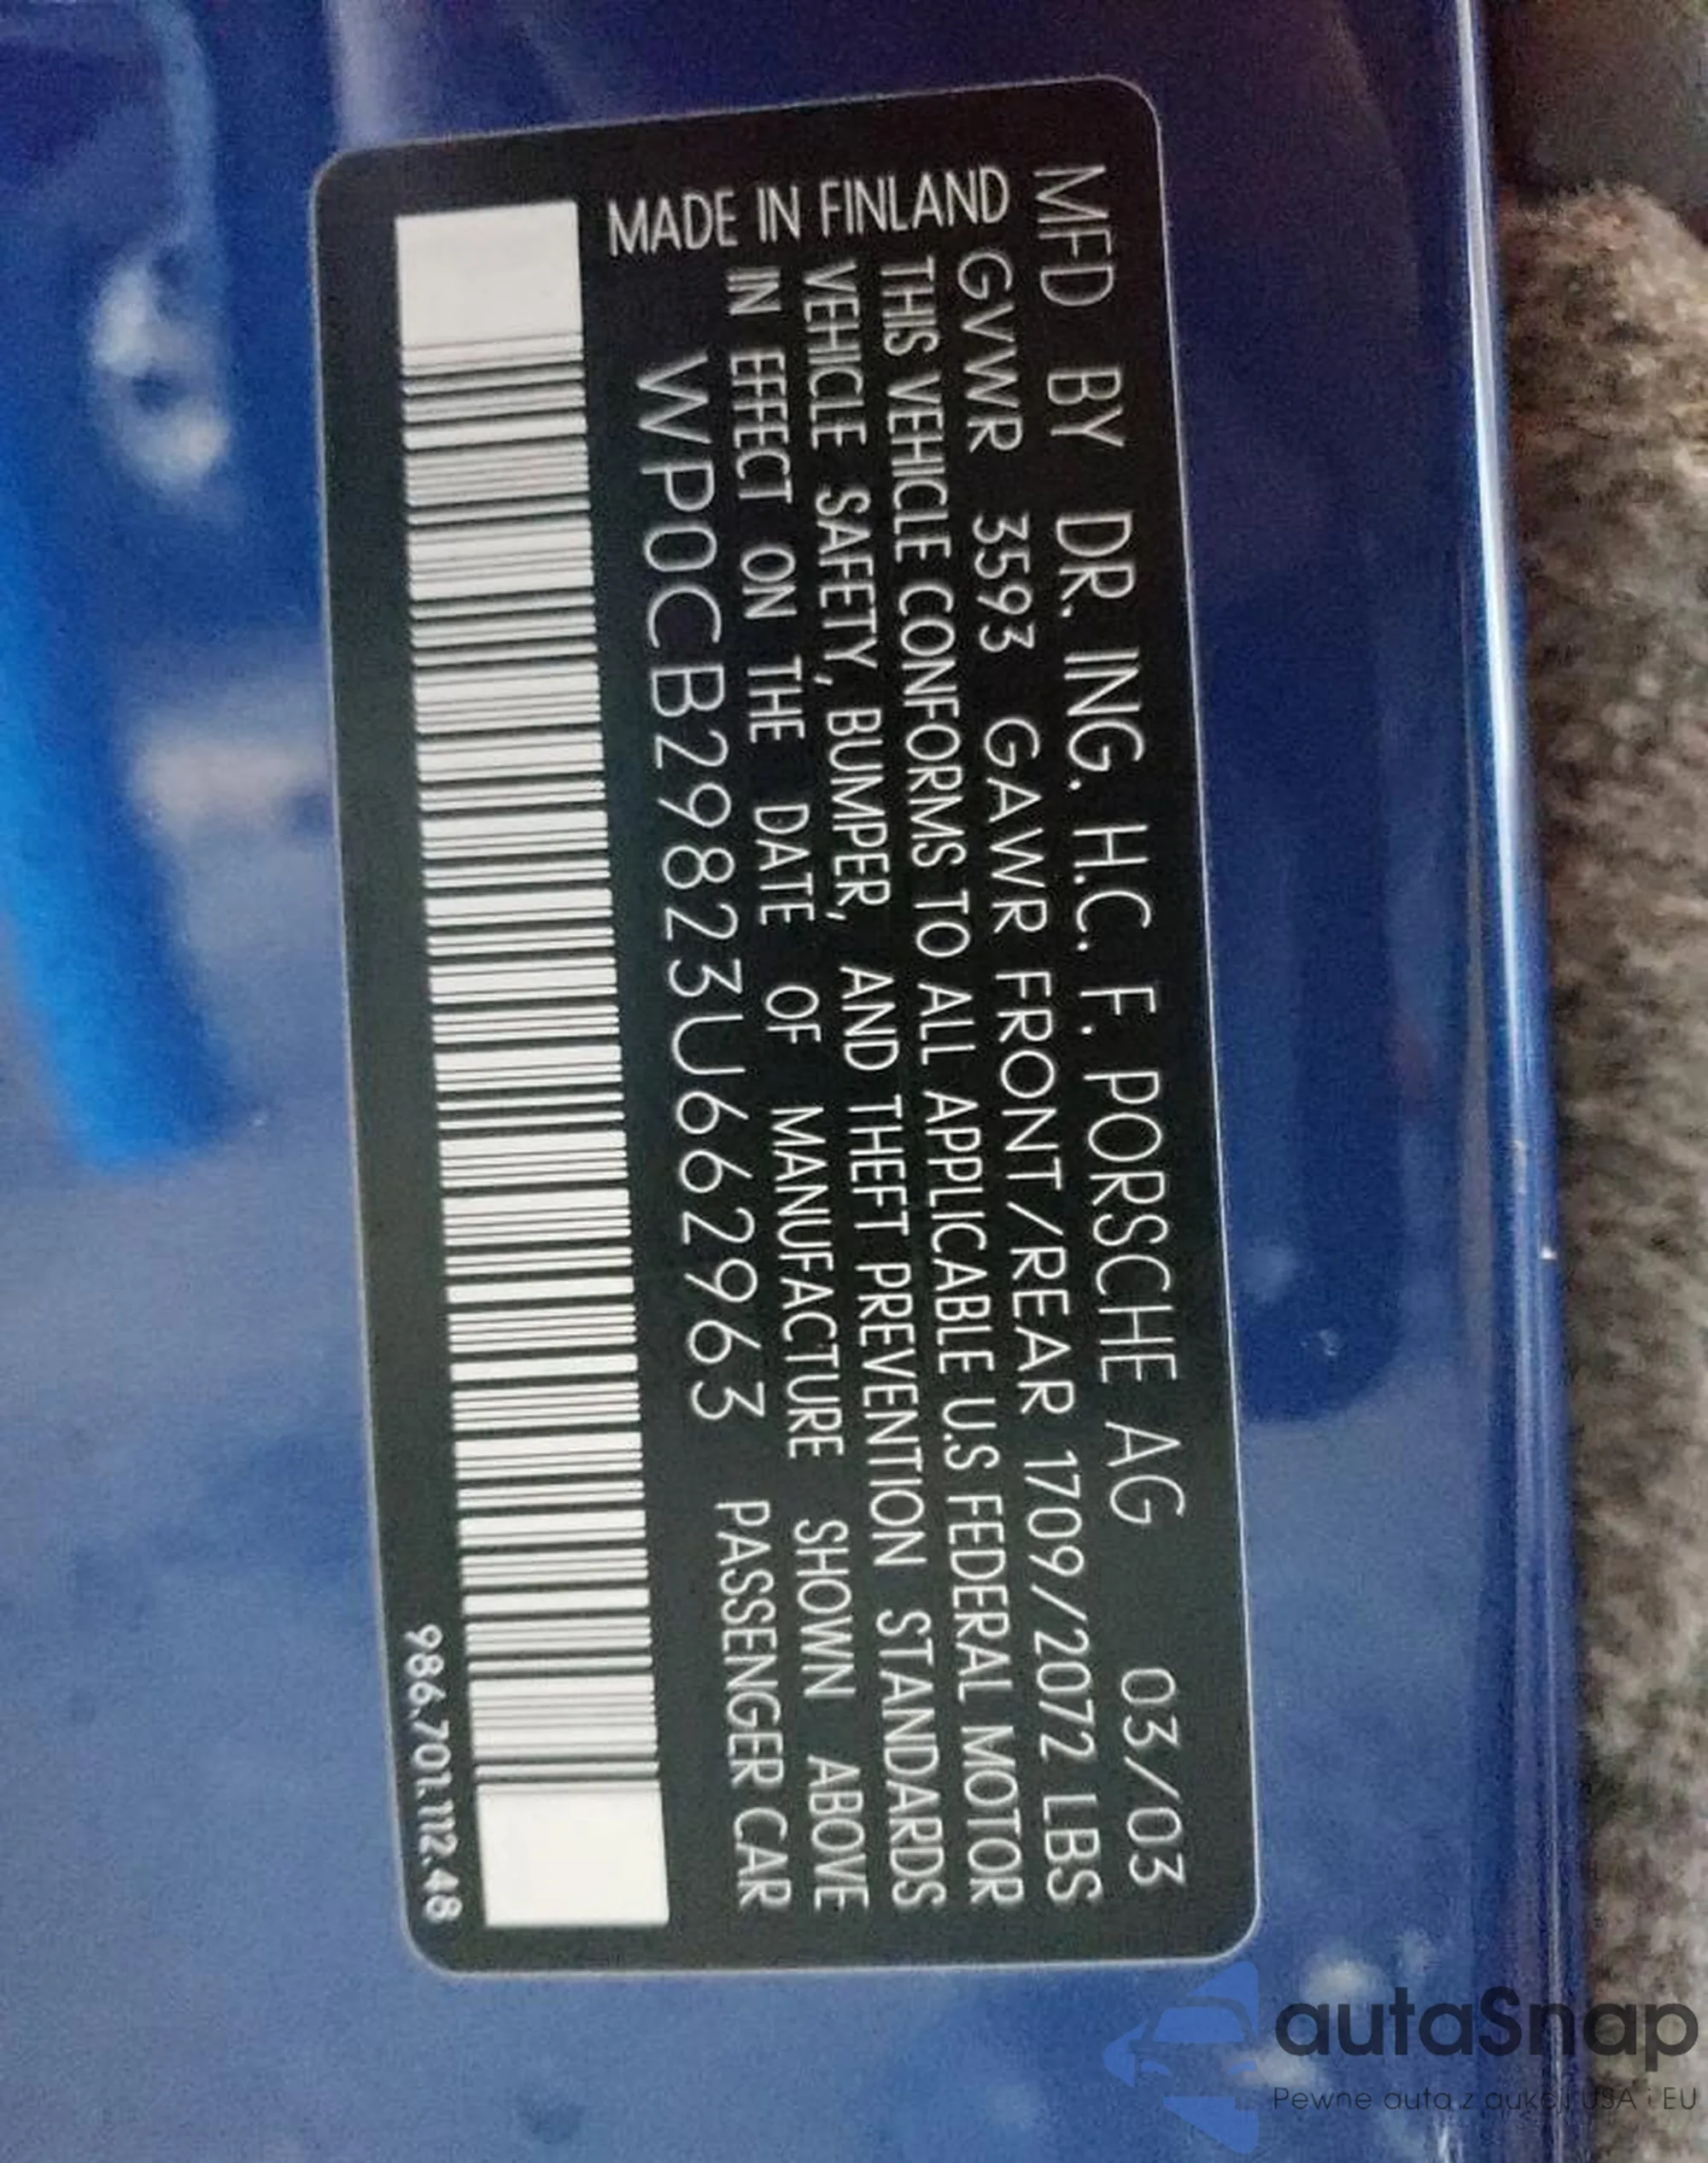 MFD BY DR. ING. H.C. F. PORSCHE AG 03/03
GVWR 3593 GAWR FRONT/REAR 1709/2072 LBS
THIS VEHICLE CONFORMS TO ALL APPLICABLE U.S FEDERAL MOTOR
VEHICLE SAFETY, BUMPER, AND THEFT PREVENTION STANDARDS
IN EFFECT ON THE DATE OF MANUFACTURE SHOWN ABOVE
WP0CB29823U662963 PASSENGER CAR
MADE IN FINLAND
986.701.112.48
autaSnap
Pewne auta z aukcji USA i EU